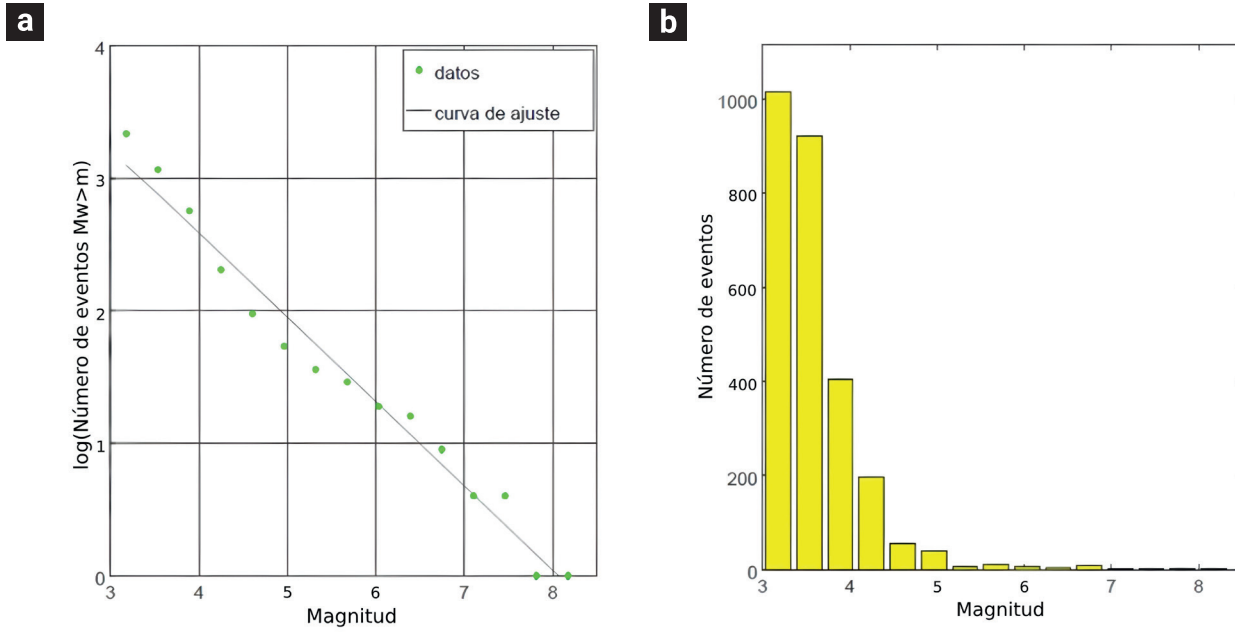 a
4
3
2
1
0
3 4 5 6 7 8
log(Número de eventos Mw>m)
Magnitud
datos
curva de ajuste
b
1000
800
600
400
200
0
3 4 5 6 7 8
Número de eventos
Magnitud